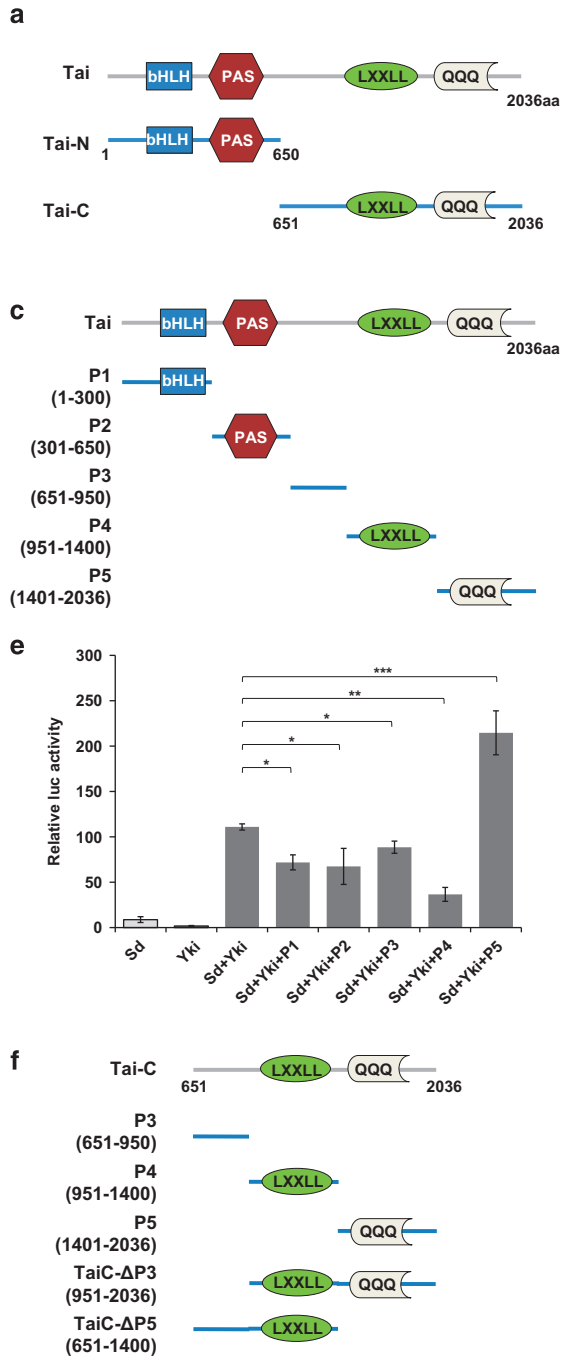 a
Tai bHLH PAS LXXLL QQQ
2036aa
Tai-N bHLH PAS
1 650
Tai-C LXXLL QQQ
651 2036
c
Tai bHLH PAS LXXLL QQQ
2036aa
P1 bHLH
(1-300)
P2 PAS
(301-650)
P3
(651-950)
P4 LXXLL
(951-1400)
P5 QQQ
(1401-2036)
e
Relative luc activity
300
250
200
150
100
50
0
***
**
*
*
*
Sd
Yki
Sd+Yki
Sd+Yki+P1
Sd+Yki+P2
Sd+Yki+P3
Sd+Yki+P4
Sd+Yki+P5
f
Tai-C LXXLL QQQ
651 2036
P3
(651-950)
P4 LXXLL
(951-1400)
P5 QQQ
(1401-2036)
TaiC-ΔP3 LXXLL QQQ
(951-2036)
TaiC-ΔP5 LXXLL
(651-1400)